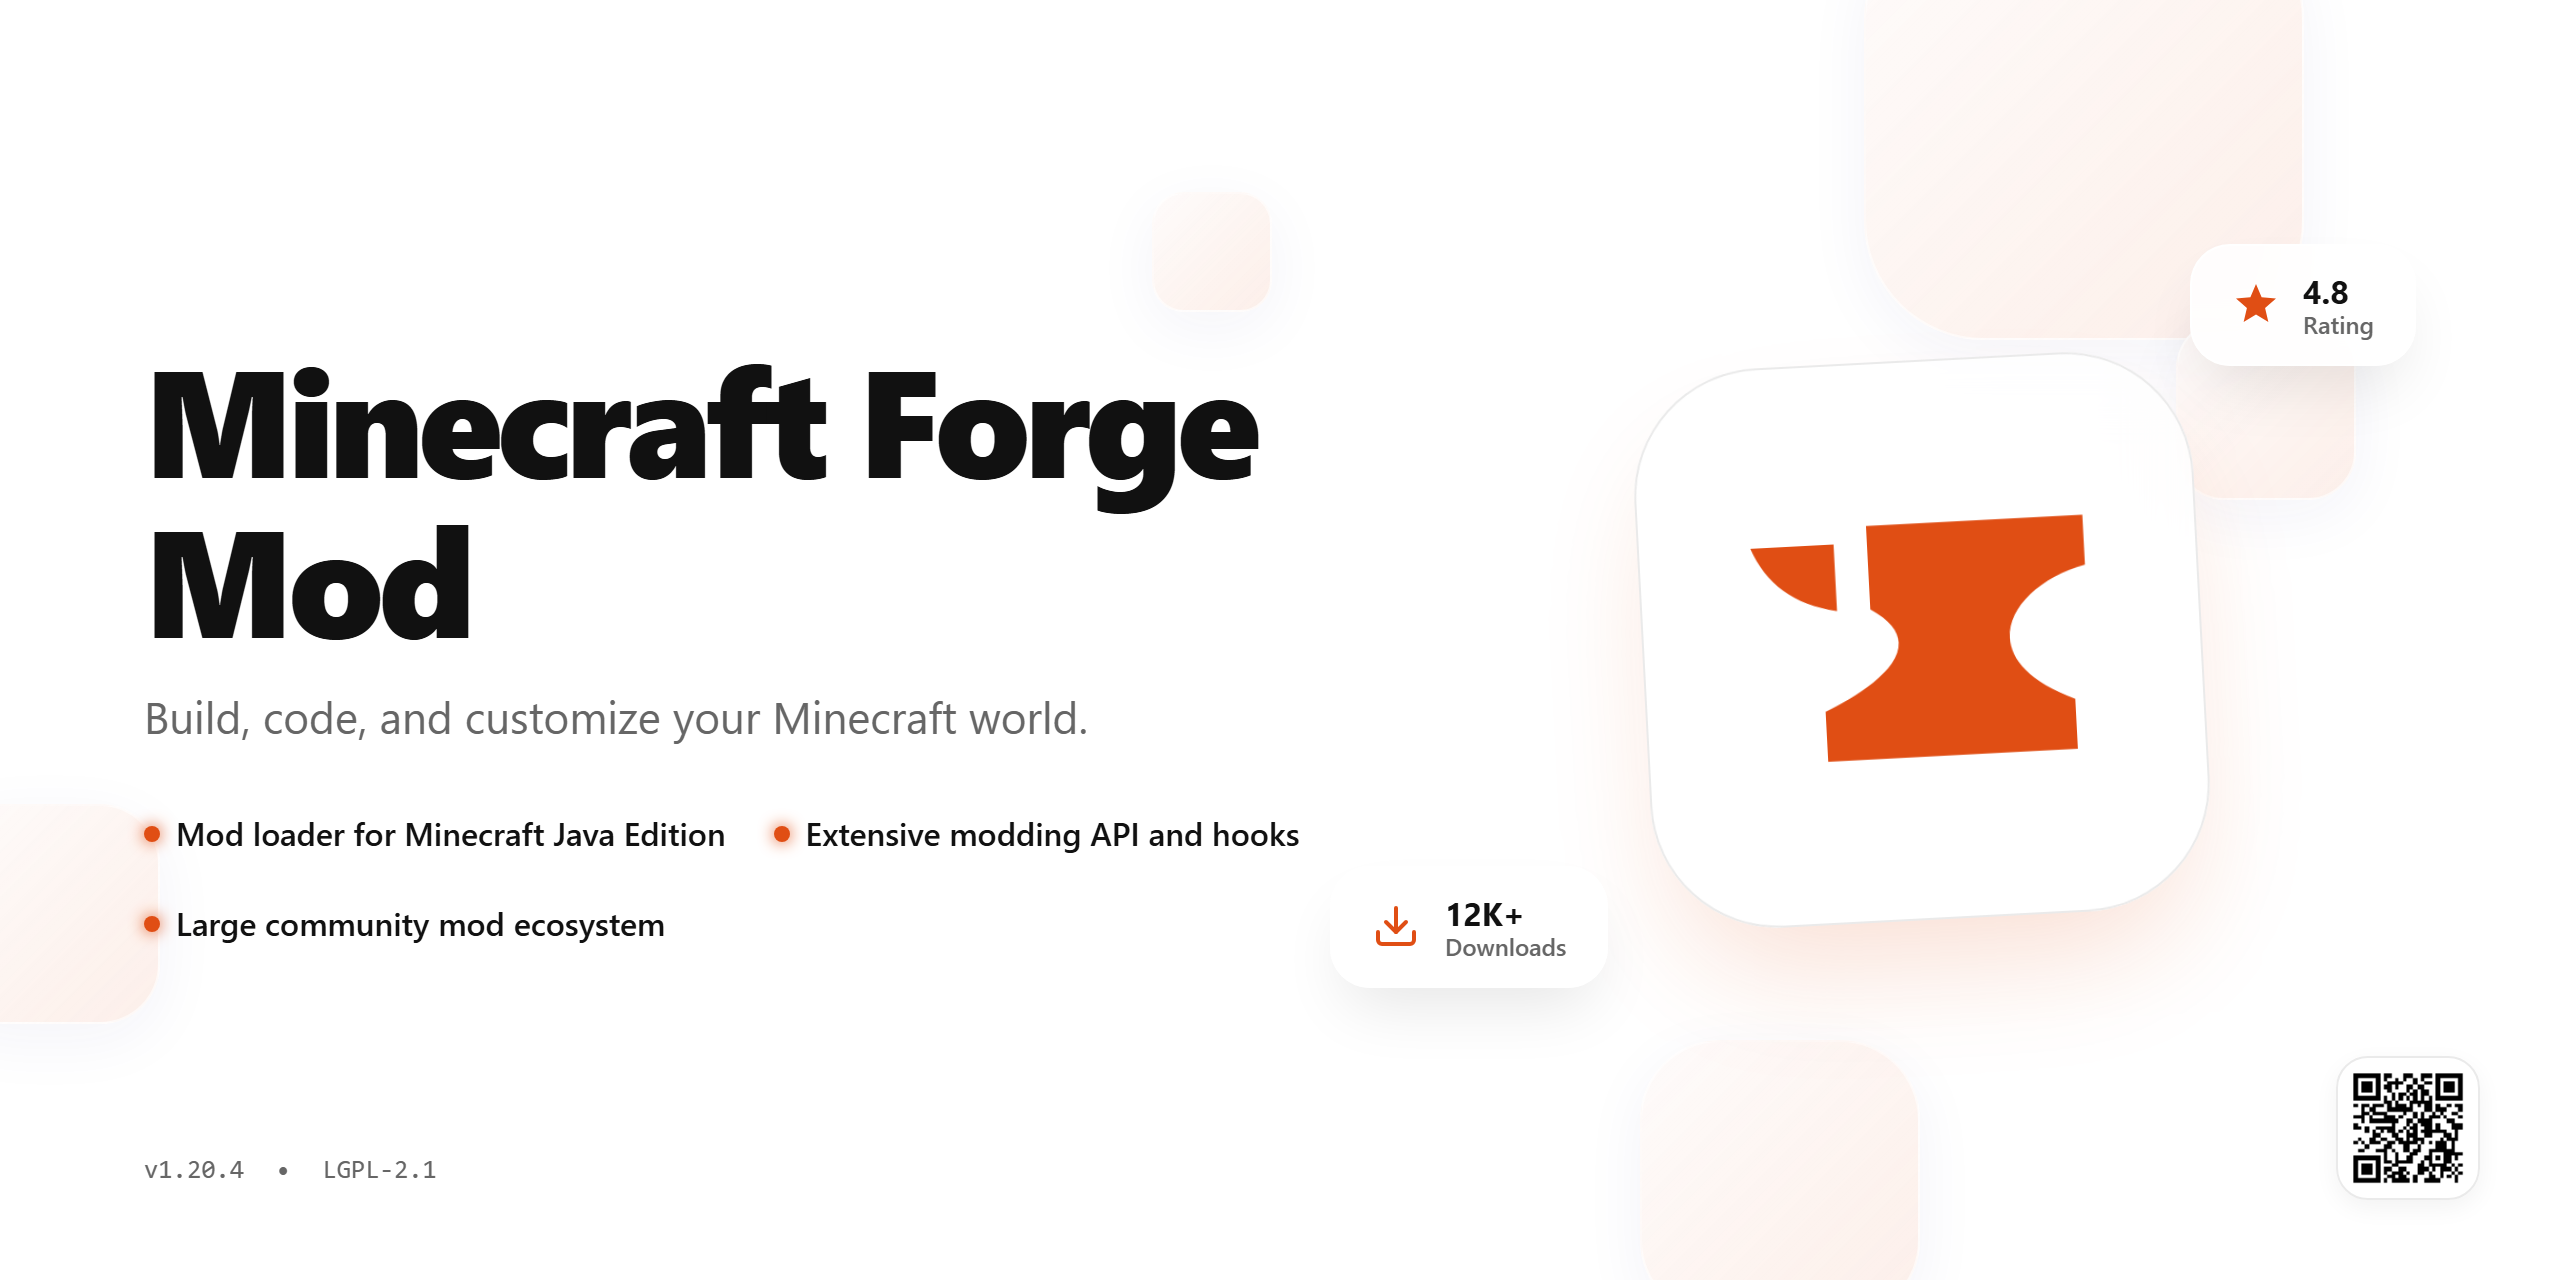 Minecraft Forge
Mod
Build, code, and customize your Minecraft world.
Mod loader for Minecraft Java Edition
Extensive modding API and hooks
Large community mod ecosystem
4.8
Rating
12K+
Downloads
v1.20.4 • LGPL-2.1